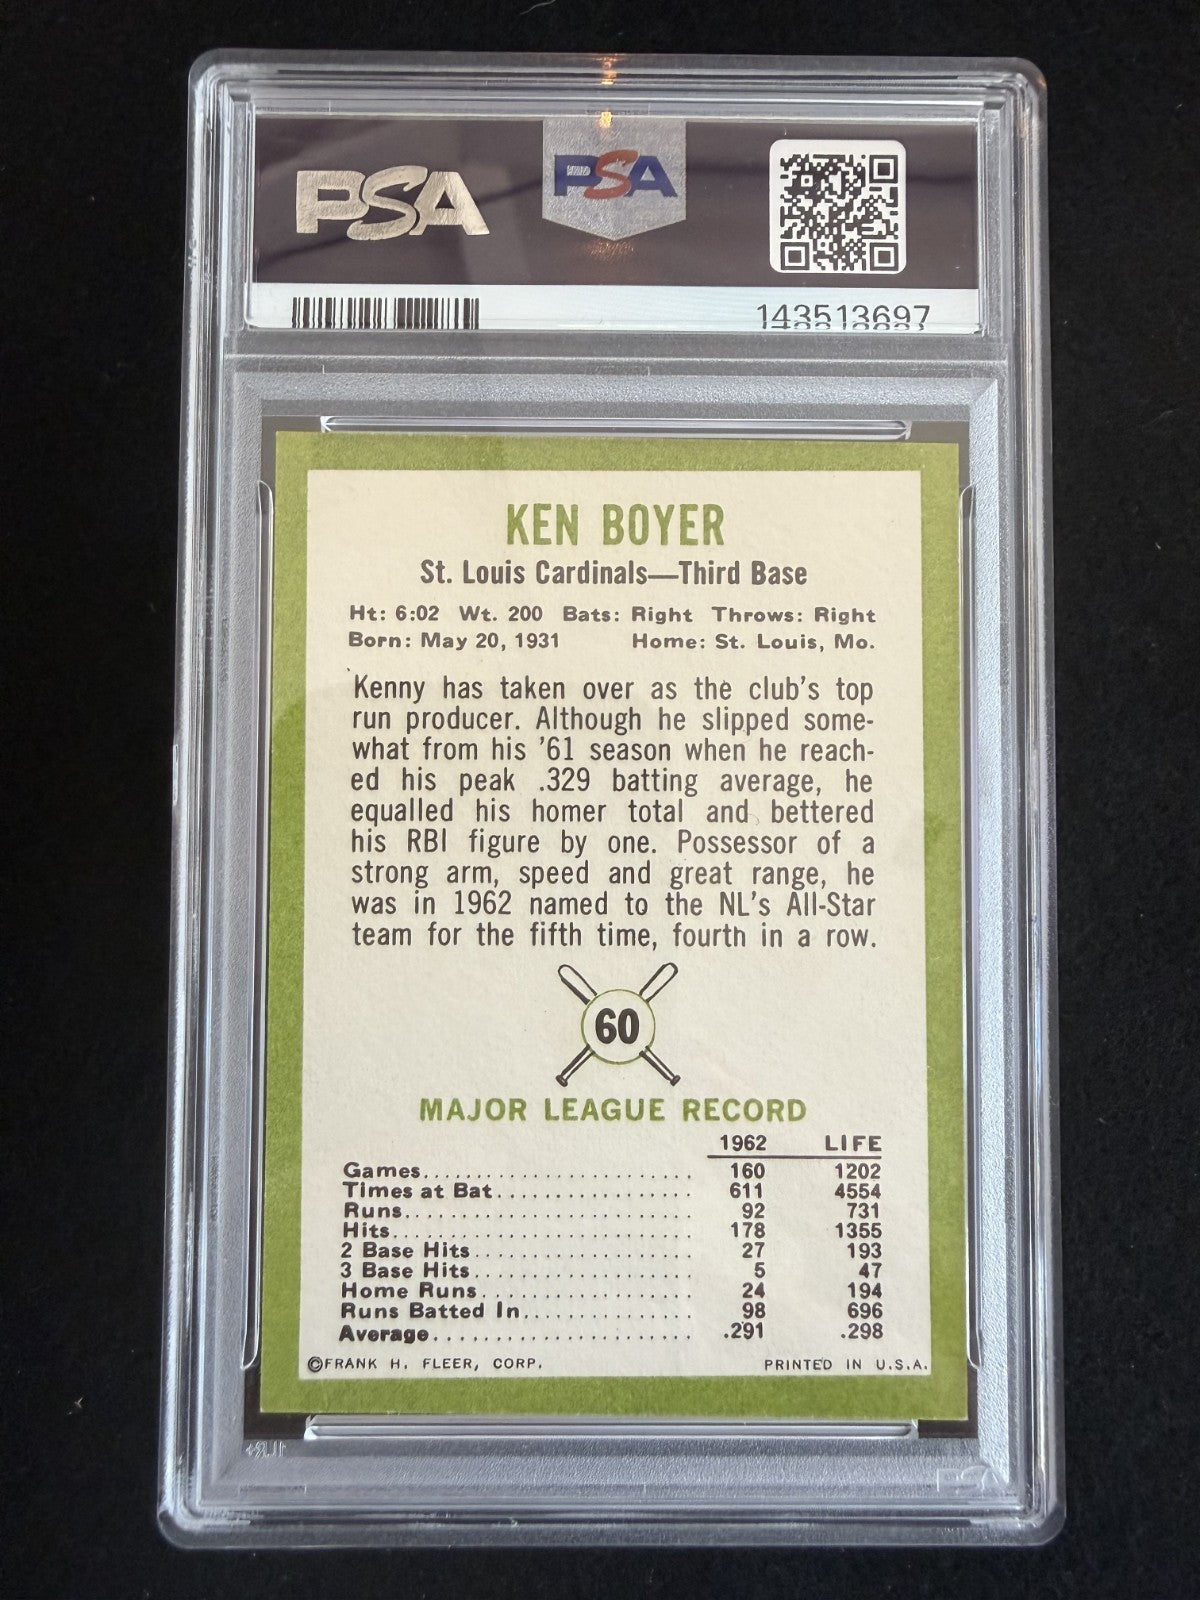 PSA
PSA
143513697
KEN BOYER
St. Louis Cardinals—Third Base
Ht: 6:02 Wt. 200 Bats: Right Throws: Right
Born: May 20, 1931 Home: St. Louis, Mo.
Kenny has taken over as the club's top
run producer. Although he slipped some-
what from his '61 season when he reach-
ed his peak .329 batting average, he
equalled his homer total and bettered
his RBI figure by one. Possessor of a
strong arm, speed and great range, he
was in 1962 named to the NL's All-Star
team for the fifth time, fourth in a row.
60
MAJOR LEAGUE RECORD
1962 LIFE
Games 160 1202
Times at Bat 611 4554
Runs 92 731
Hits 178 1355
2 Base Hits 27 193
3 Base Hits 5 47
Home Runs 24 194
Runs Batted In 98 696
Average .291 .298
©FRANK H. FLEER, CORP. PRINTED IN U.S.A.